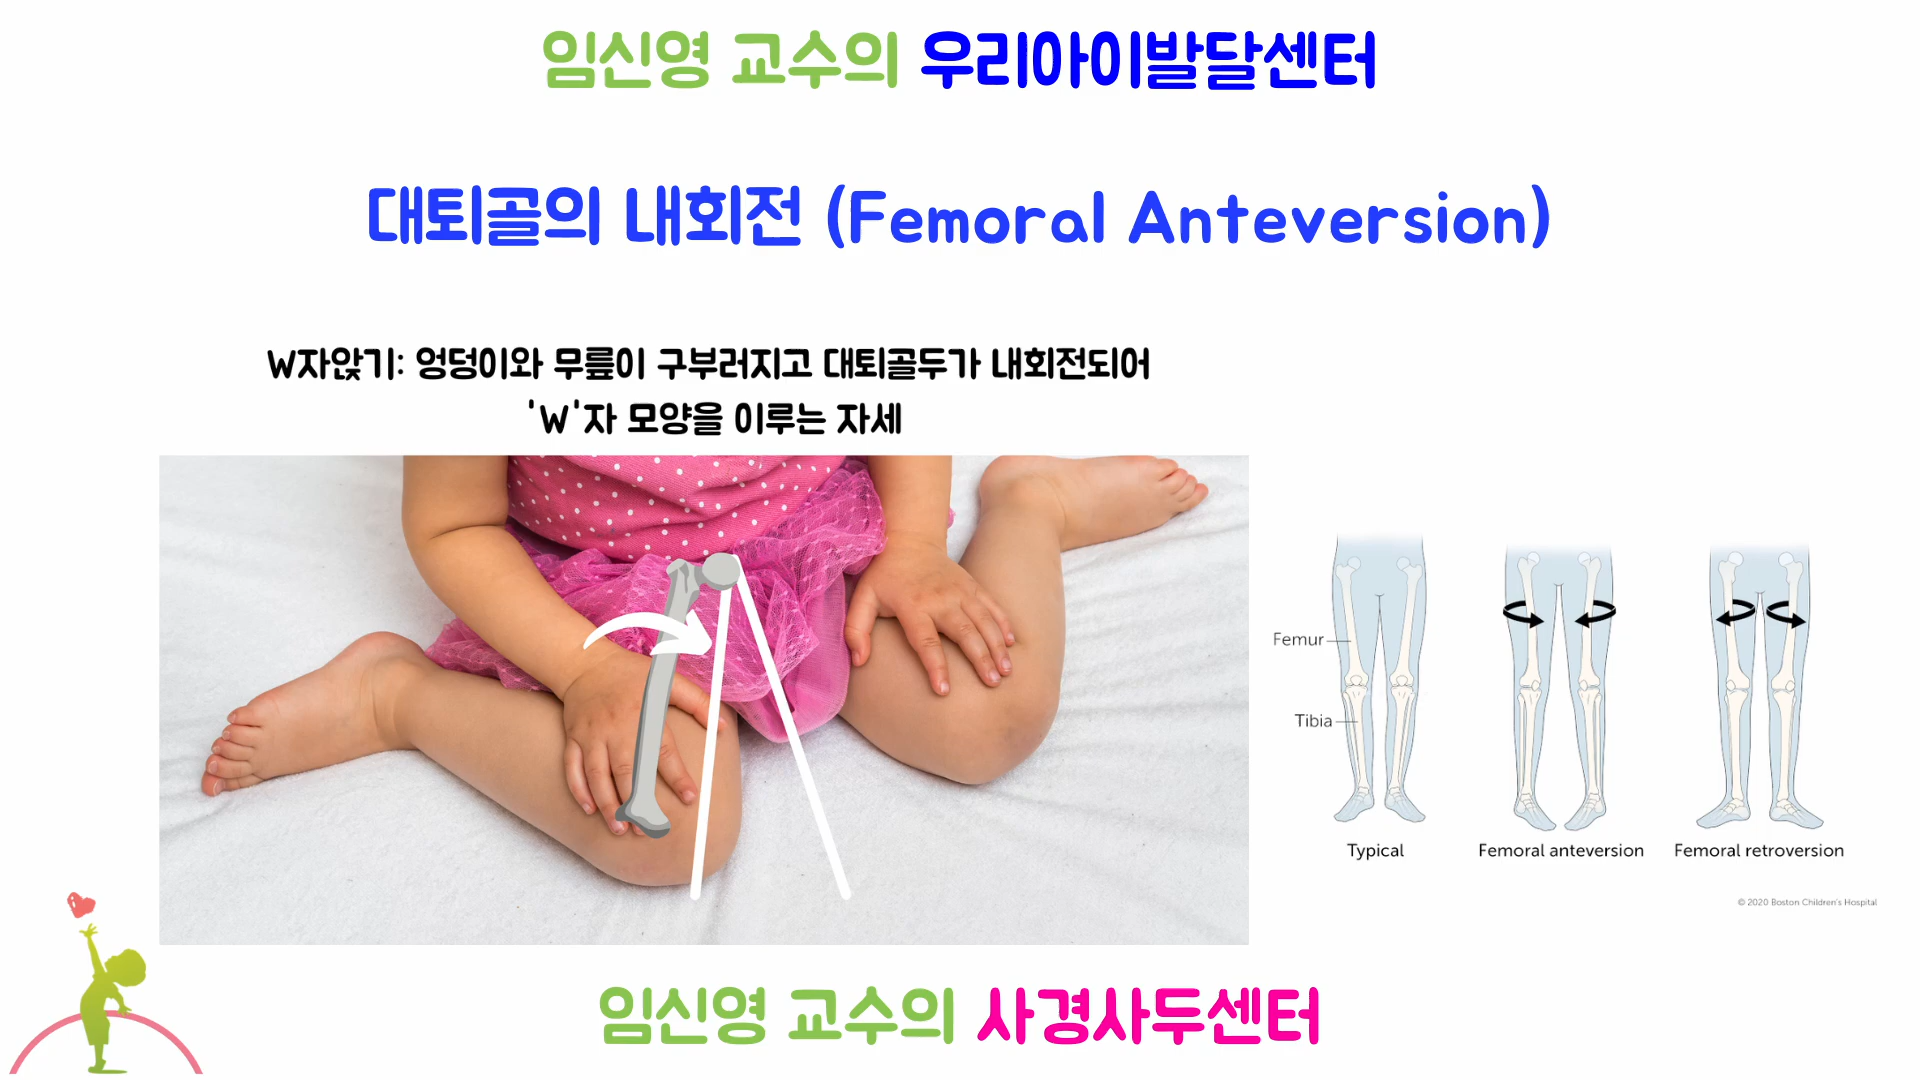 임신영 교수의 우리아이발달센터
대퇴골의 내회전 (Femoral Anteversion)
W자앉기: 엉덩이와 무릎이 구부러지고 대퇴골두가 내회전되어
'W'자 모양을 이루는 자세
Femur
Tibia
Typical
Femoral anteversion
Femoral retroversion
© 2020 Boston Children's Hospital
임신영 교수의 사경사두센터